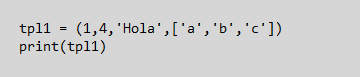 tpl1 = (1,4,'Hola',['a','b','c'])
print(tpl1)